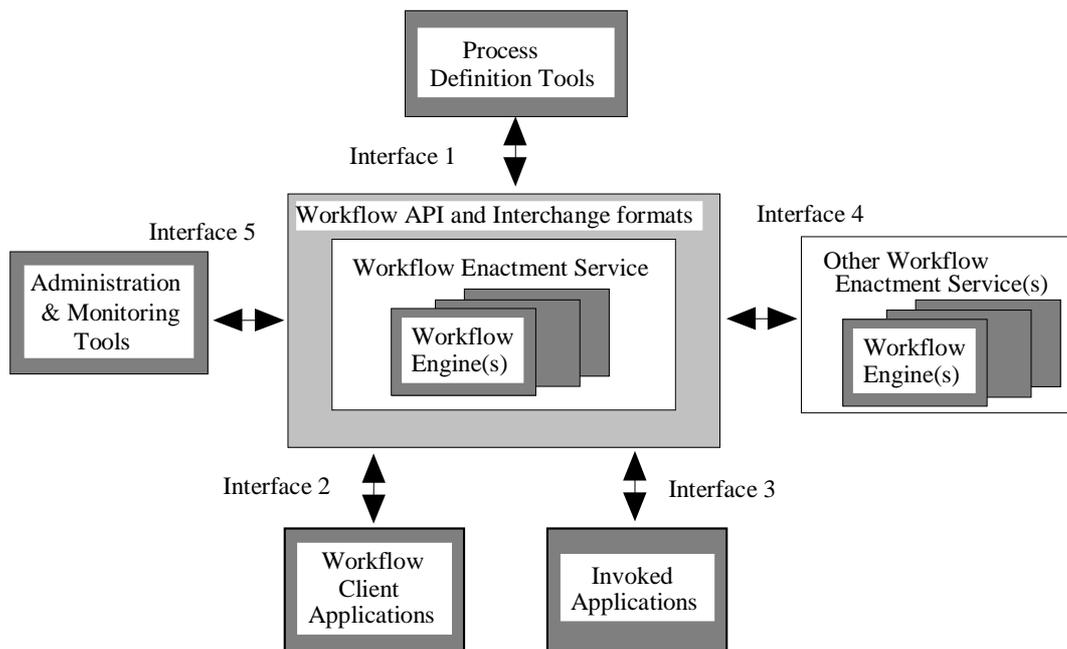 Process
Definition Tools
Interface 1
Workflow API and Interchange formats
Interface 4
Interface 5
Workflow Enactment Service
Other Workflow
Enactment Service(s)
Administration
& Monitoring
Tools
Workflow
Engine(s)
Workflow
Engine(s)
Interface 2
Interface 3
Workflow
Client
Applications
Invoked
Applications